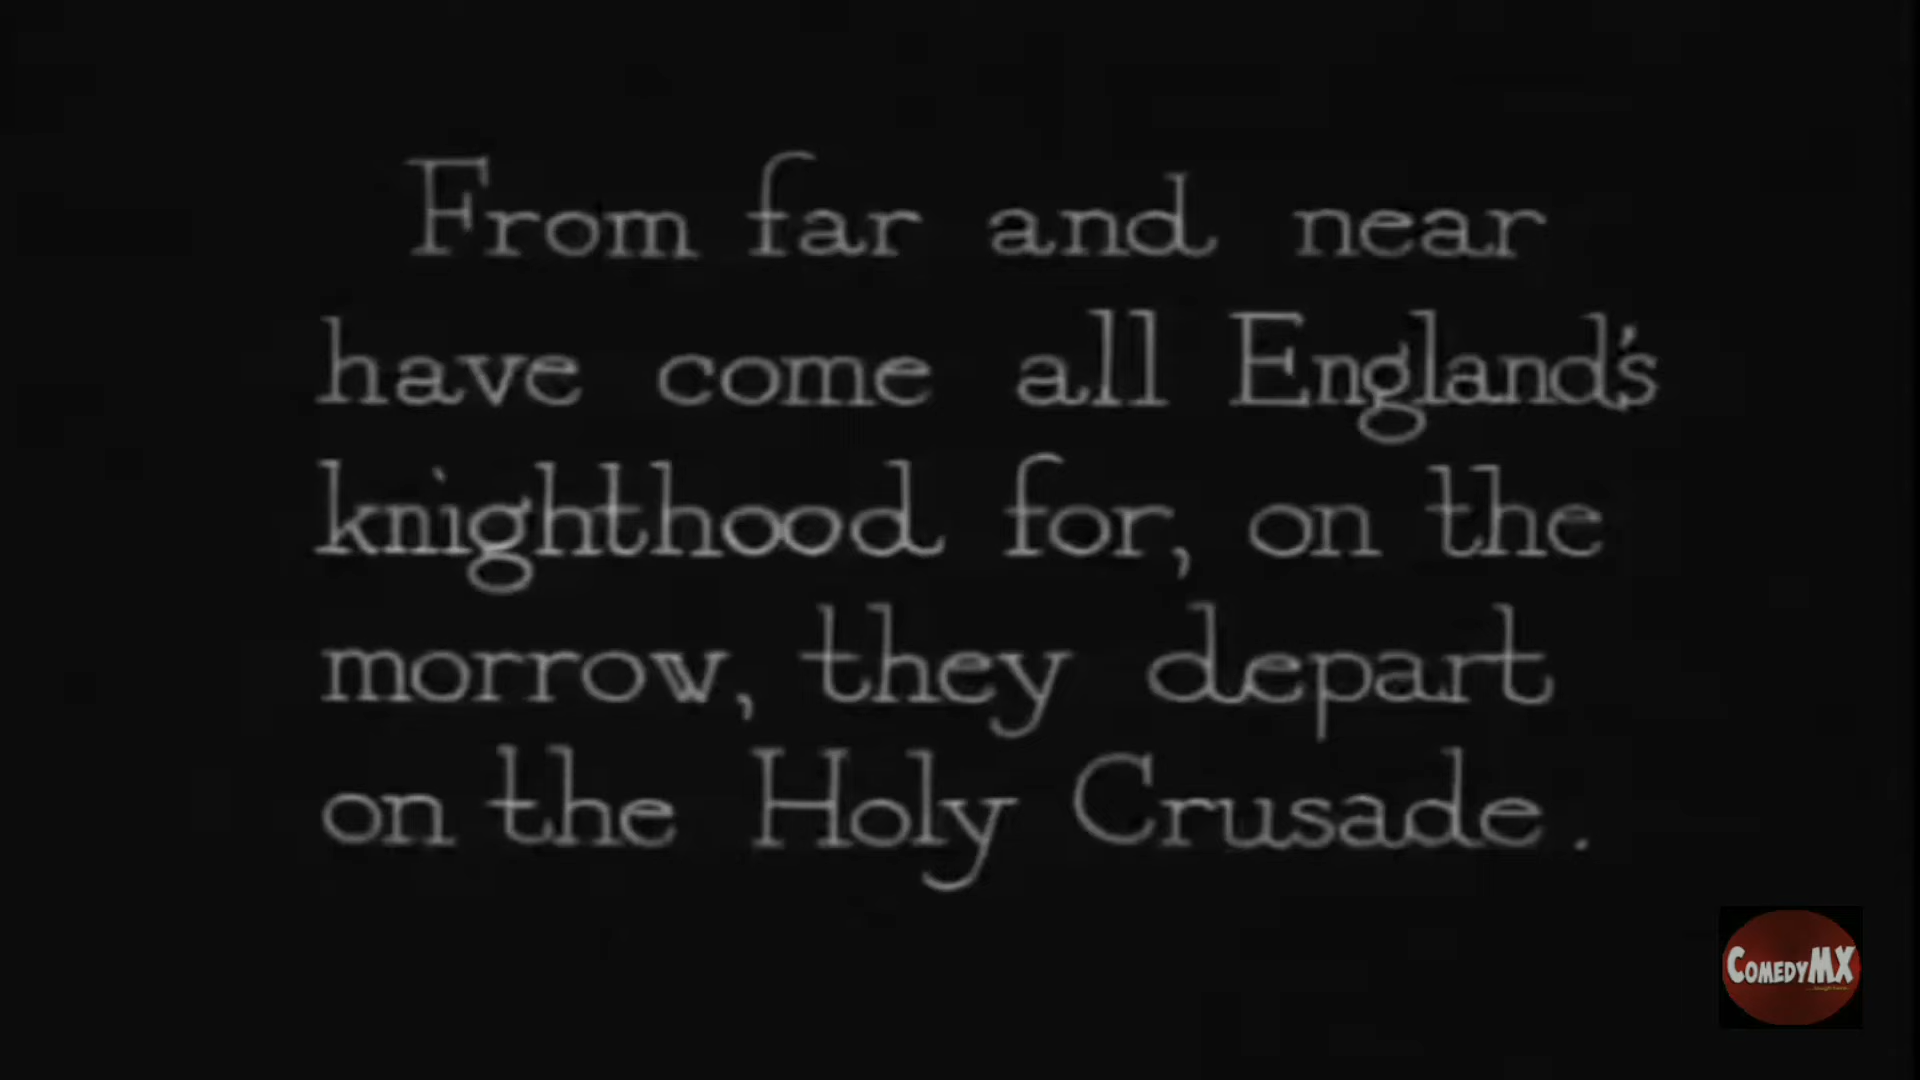 From far and near
have come all England's
knighthood for, on the
morrow, they depart
on the Holy Crusade.
COMEDYMX